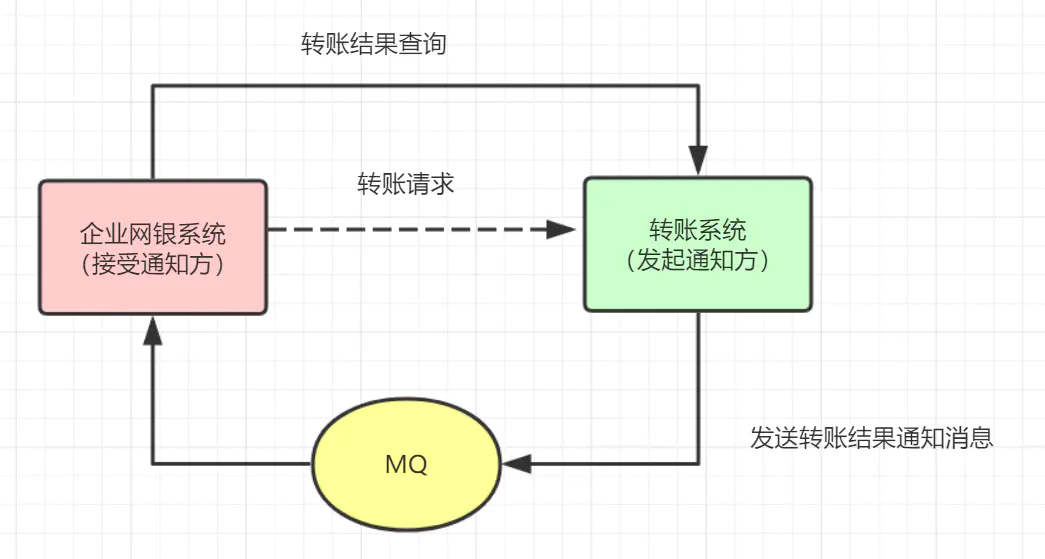 转账结果查询
转账请求
企业网银系统
（接受通知方）
转账系统
（发起通知方）
发送转账结果通知消息
MQ